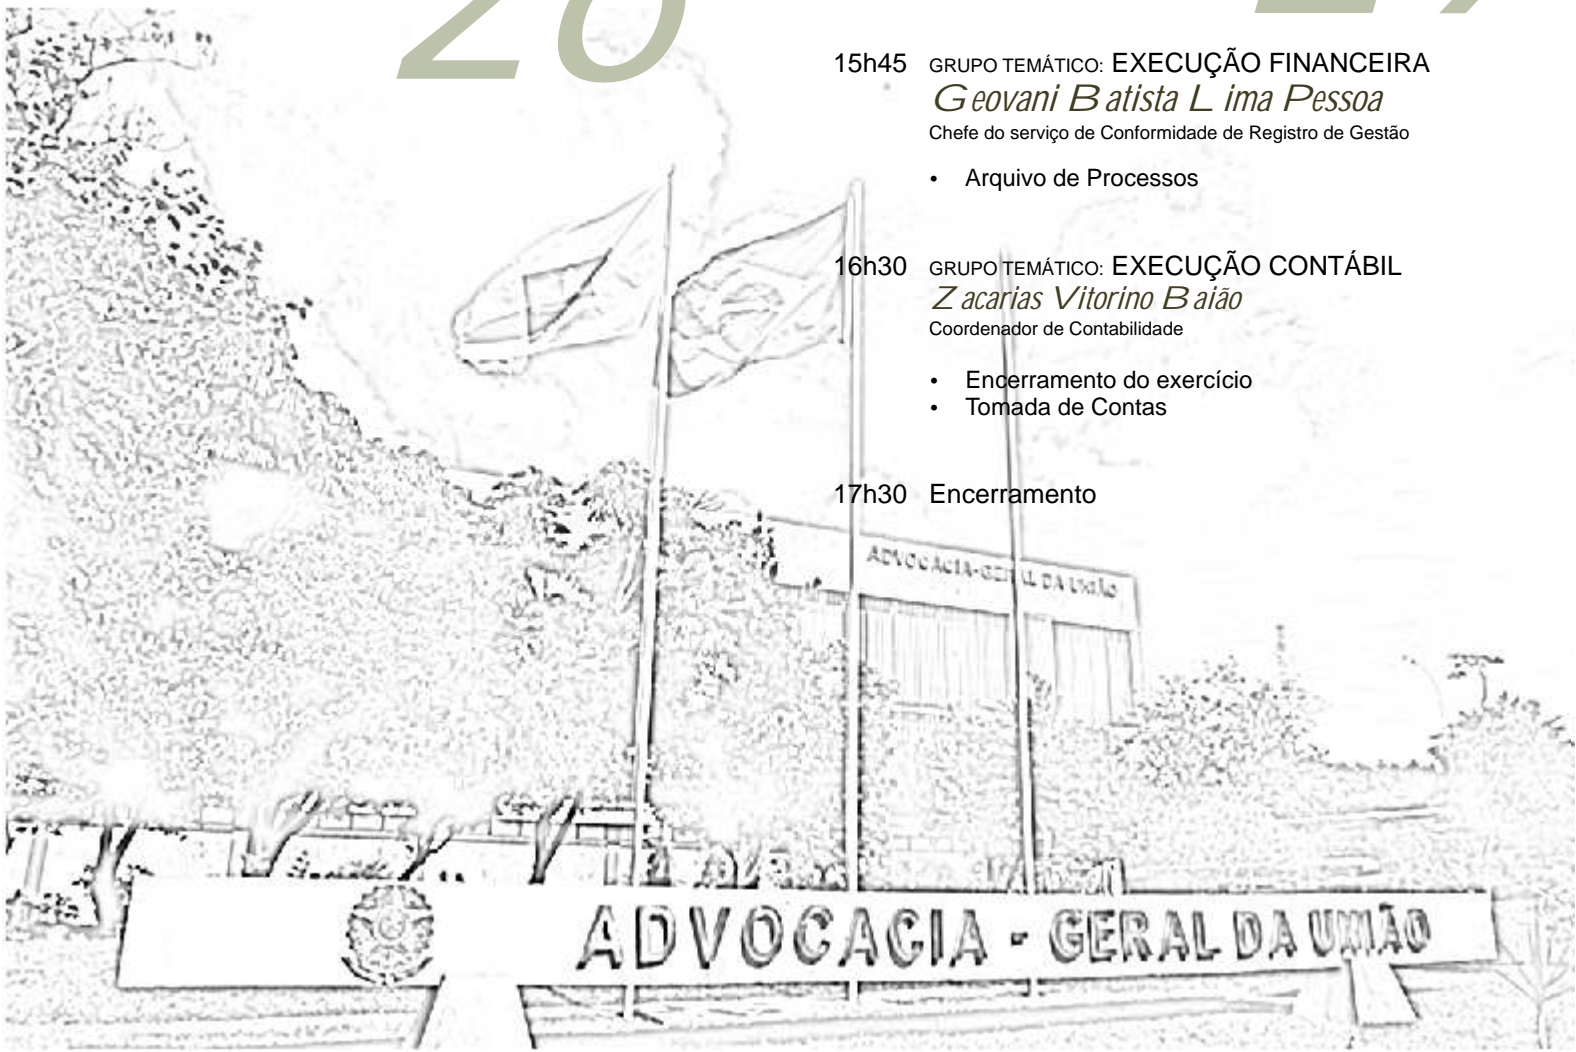 26
15h45 GRUPO TEMÁTICO: EXECUÇÃO FINANCEIRA
Geovani Batista Lima Pessoa
Chefe do serviço de Conformidade de Registro de Gestão
• Arquivo de Processos
16h30 GRUPO TEMÁTICO: EXECUÇÃO CONTÁBIL
Zacarias Vitorino Baião
Coordenador de Contabilidade
• Encerramento do exercício
• Tomada de Contas
17h30 Encerramento
ADVOCACIA-GERAL DA UNIÃO
ADVOCACIA - GERAL DA UNIÃO